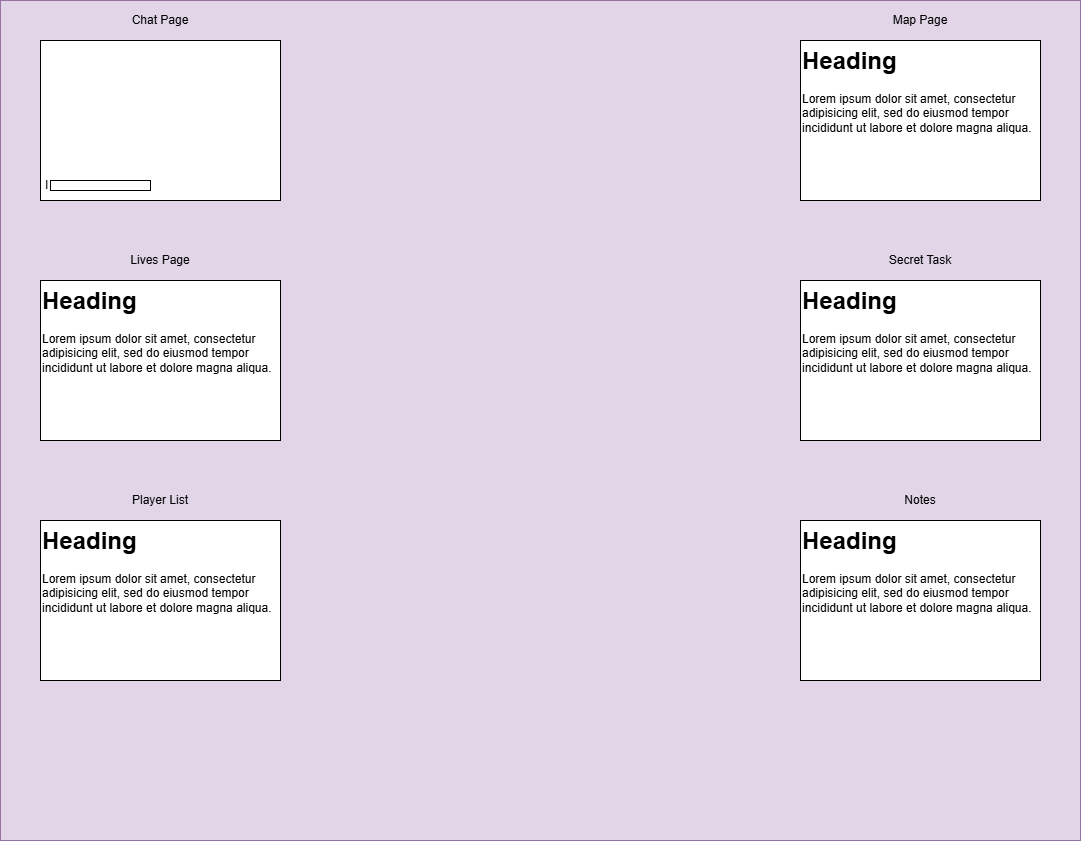 Chat Page
Map Page
Heading
Lorem ipsum dolor sit amet, consectetur
adipisicing elit, sed do eiusmod tempor
incididunt ut labore et dolore magna aliqua.
Lives Page
Heading
Lorem ipsum dolor sit amet, consectetur
adipisicing elit, sed do eiusmod tempor
incididunt ut labore et dolore magna aliqua.
Secret Task
Heading
Lorem ipsum dolor sit amet, consectetur
adipisicing elit, sed do eiusmod tempor
incididunt ut labore et dolore magna aliqua.
Player List
Heading
Lorem ipsum dolor sit amet, consectetur
adipisicing elit, sed do eiusmod tempor
incididunt ut labore et dolore magna aliqua.
Notes
Heading
Lorem ipsum dolor sit amet, consectetur
adipisicing elit, sed do eiusmod tempor
incididunt ut labore et dolore magna aliqua.